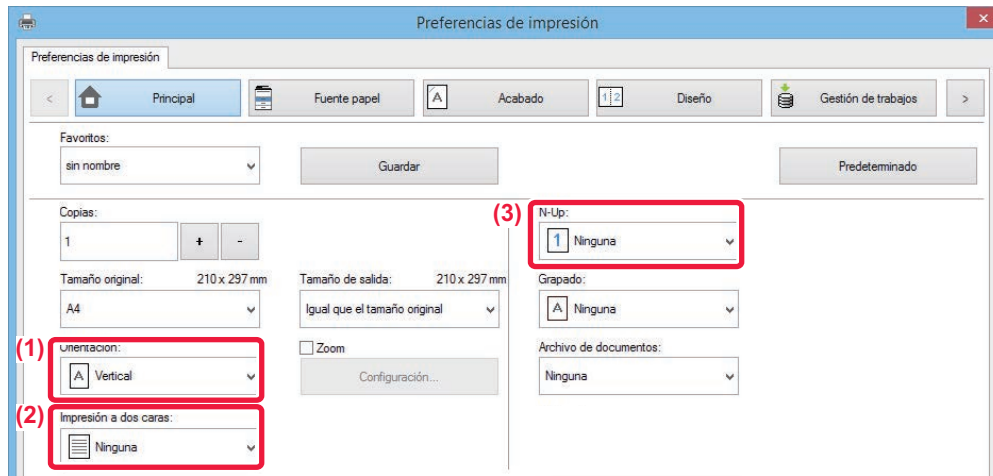 Preferencias de impresión
Preferencias de impresión
< Principal Fuente papel A Acabado 1 2 Diseño Gestión de trabajos >
Favoritos:
sin nombre Guardar Predeterminado
Copias: (3) N-Up:
1 + - 1 Ninguna
Tamaño original: 210 x 297 mm Tamaño de salida: 210 x 297 mm Grapado:
A4 Igual que el tamaño original A Ninguna
(1) Orientación: Zoom Archivo de documentos:
A Vertical Configuración... Ninguna
(2) Impresión a dos caras:
Ninguna